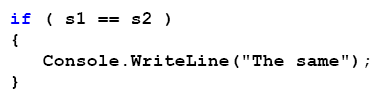 if ( s1 == s2 )
{
   Console.WriteLine("The same");
}